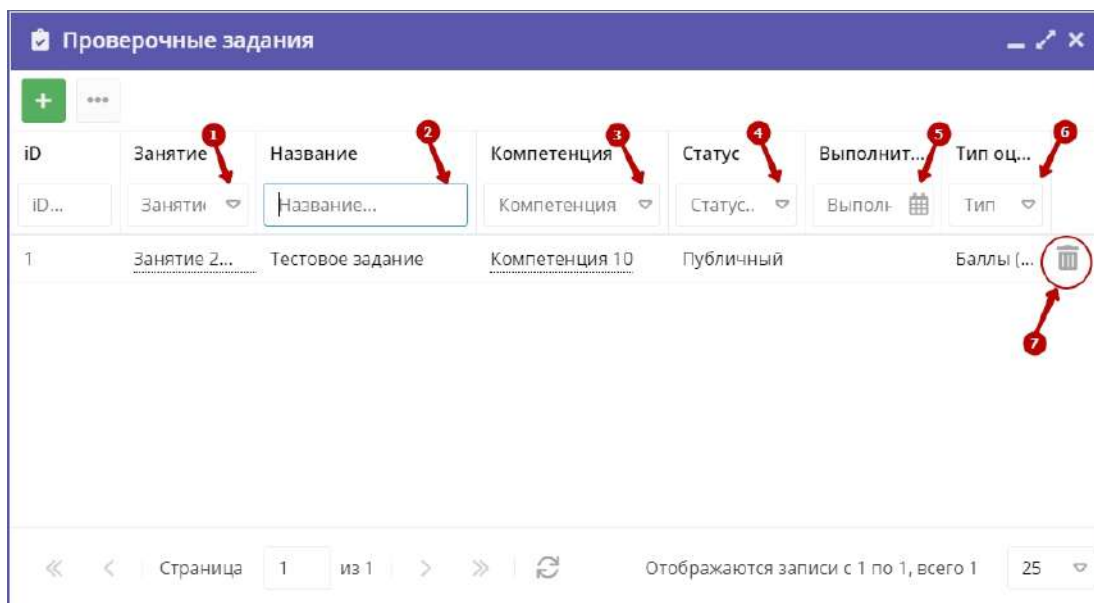 Проверочные задания
1 2 3 4 5 6
iD Занятие Название Компетенция Статус Выполнит... Тип оц...
iD... Заняти Название... Компетенция Статус.. Выполн Тип
1 Занятие 2... Тестовое задание Компетенция 10 Публичный Баллы (...
7
Страница 1 из 1 Отображаются записи с 1 по 1, всего 1 25